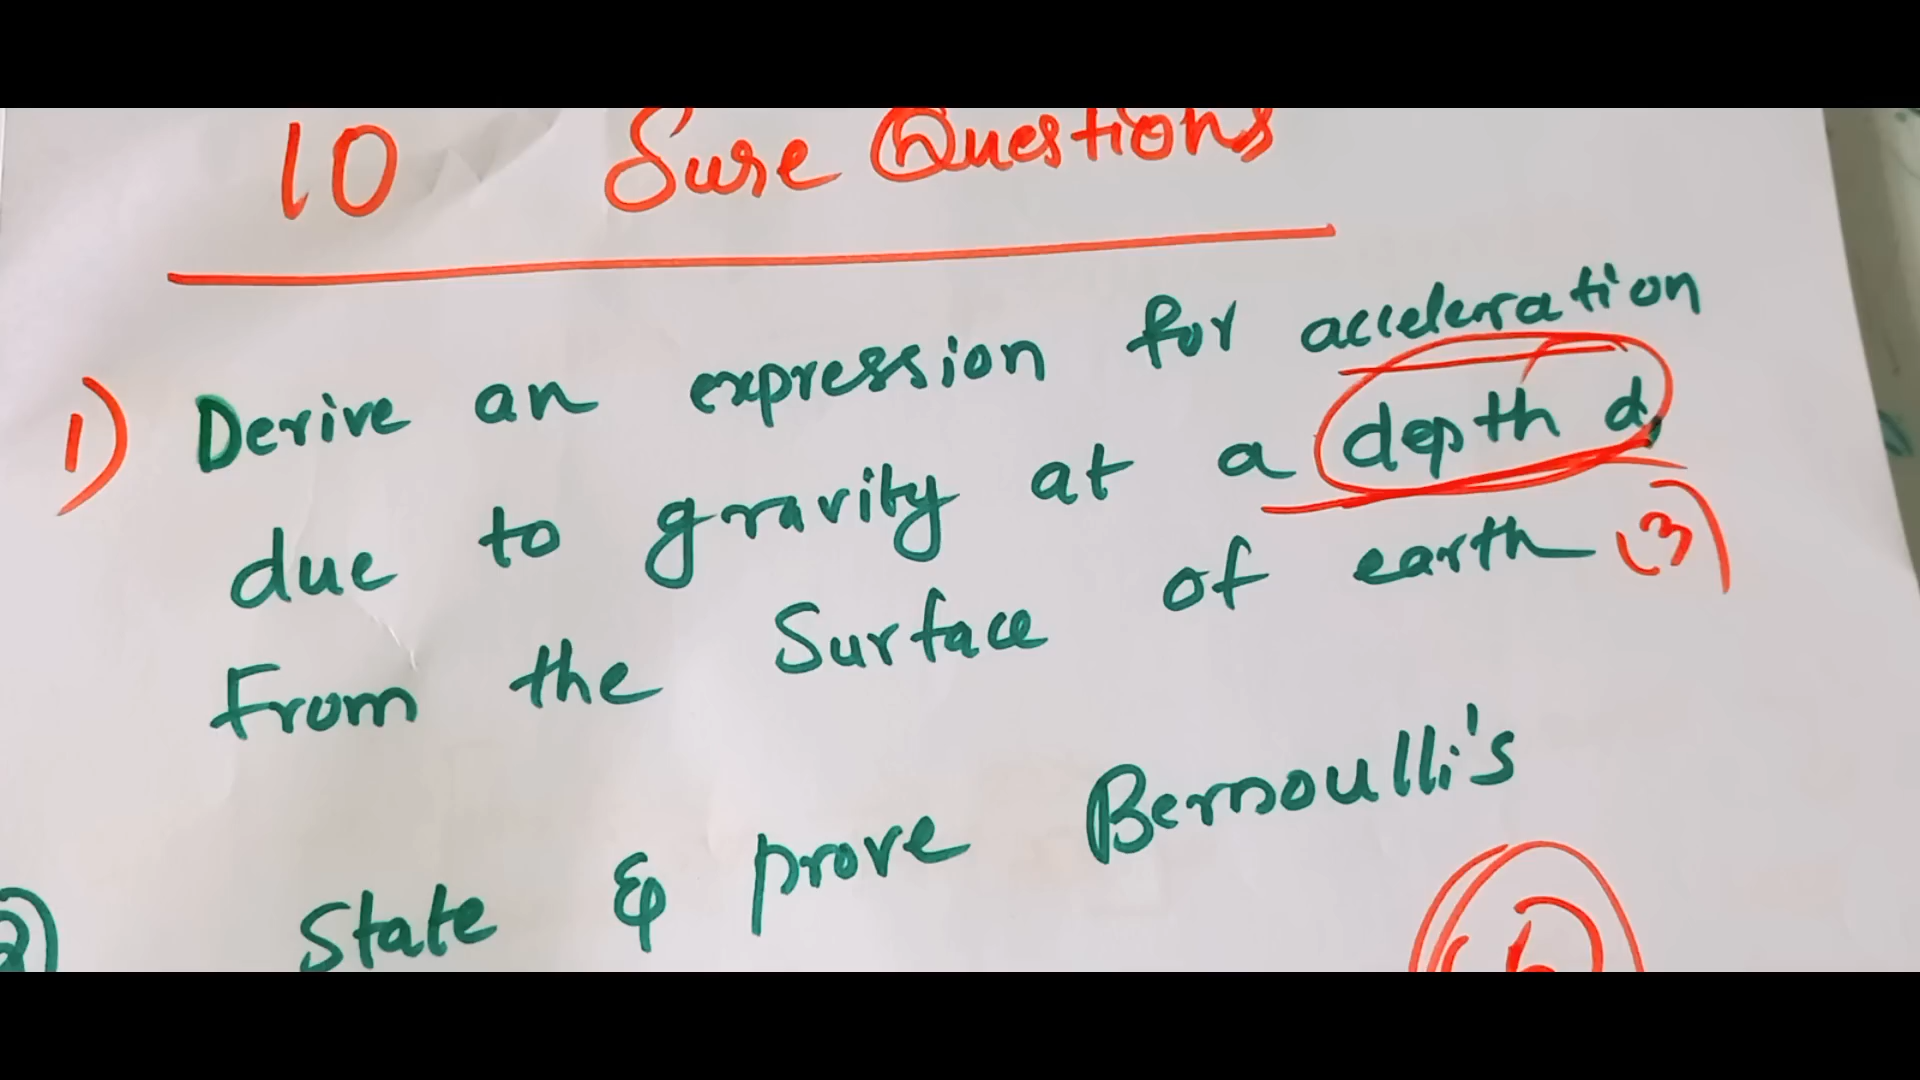 10 Sure Questions
1) Derive an expression for acceleration
due to gravity at a depth d,
From the Surface of earth (3)
2) State & prove Bernoulli's